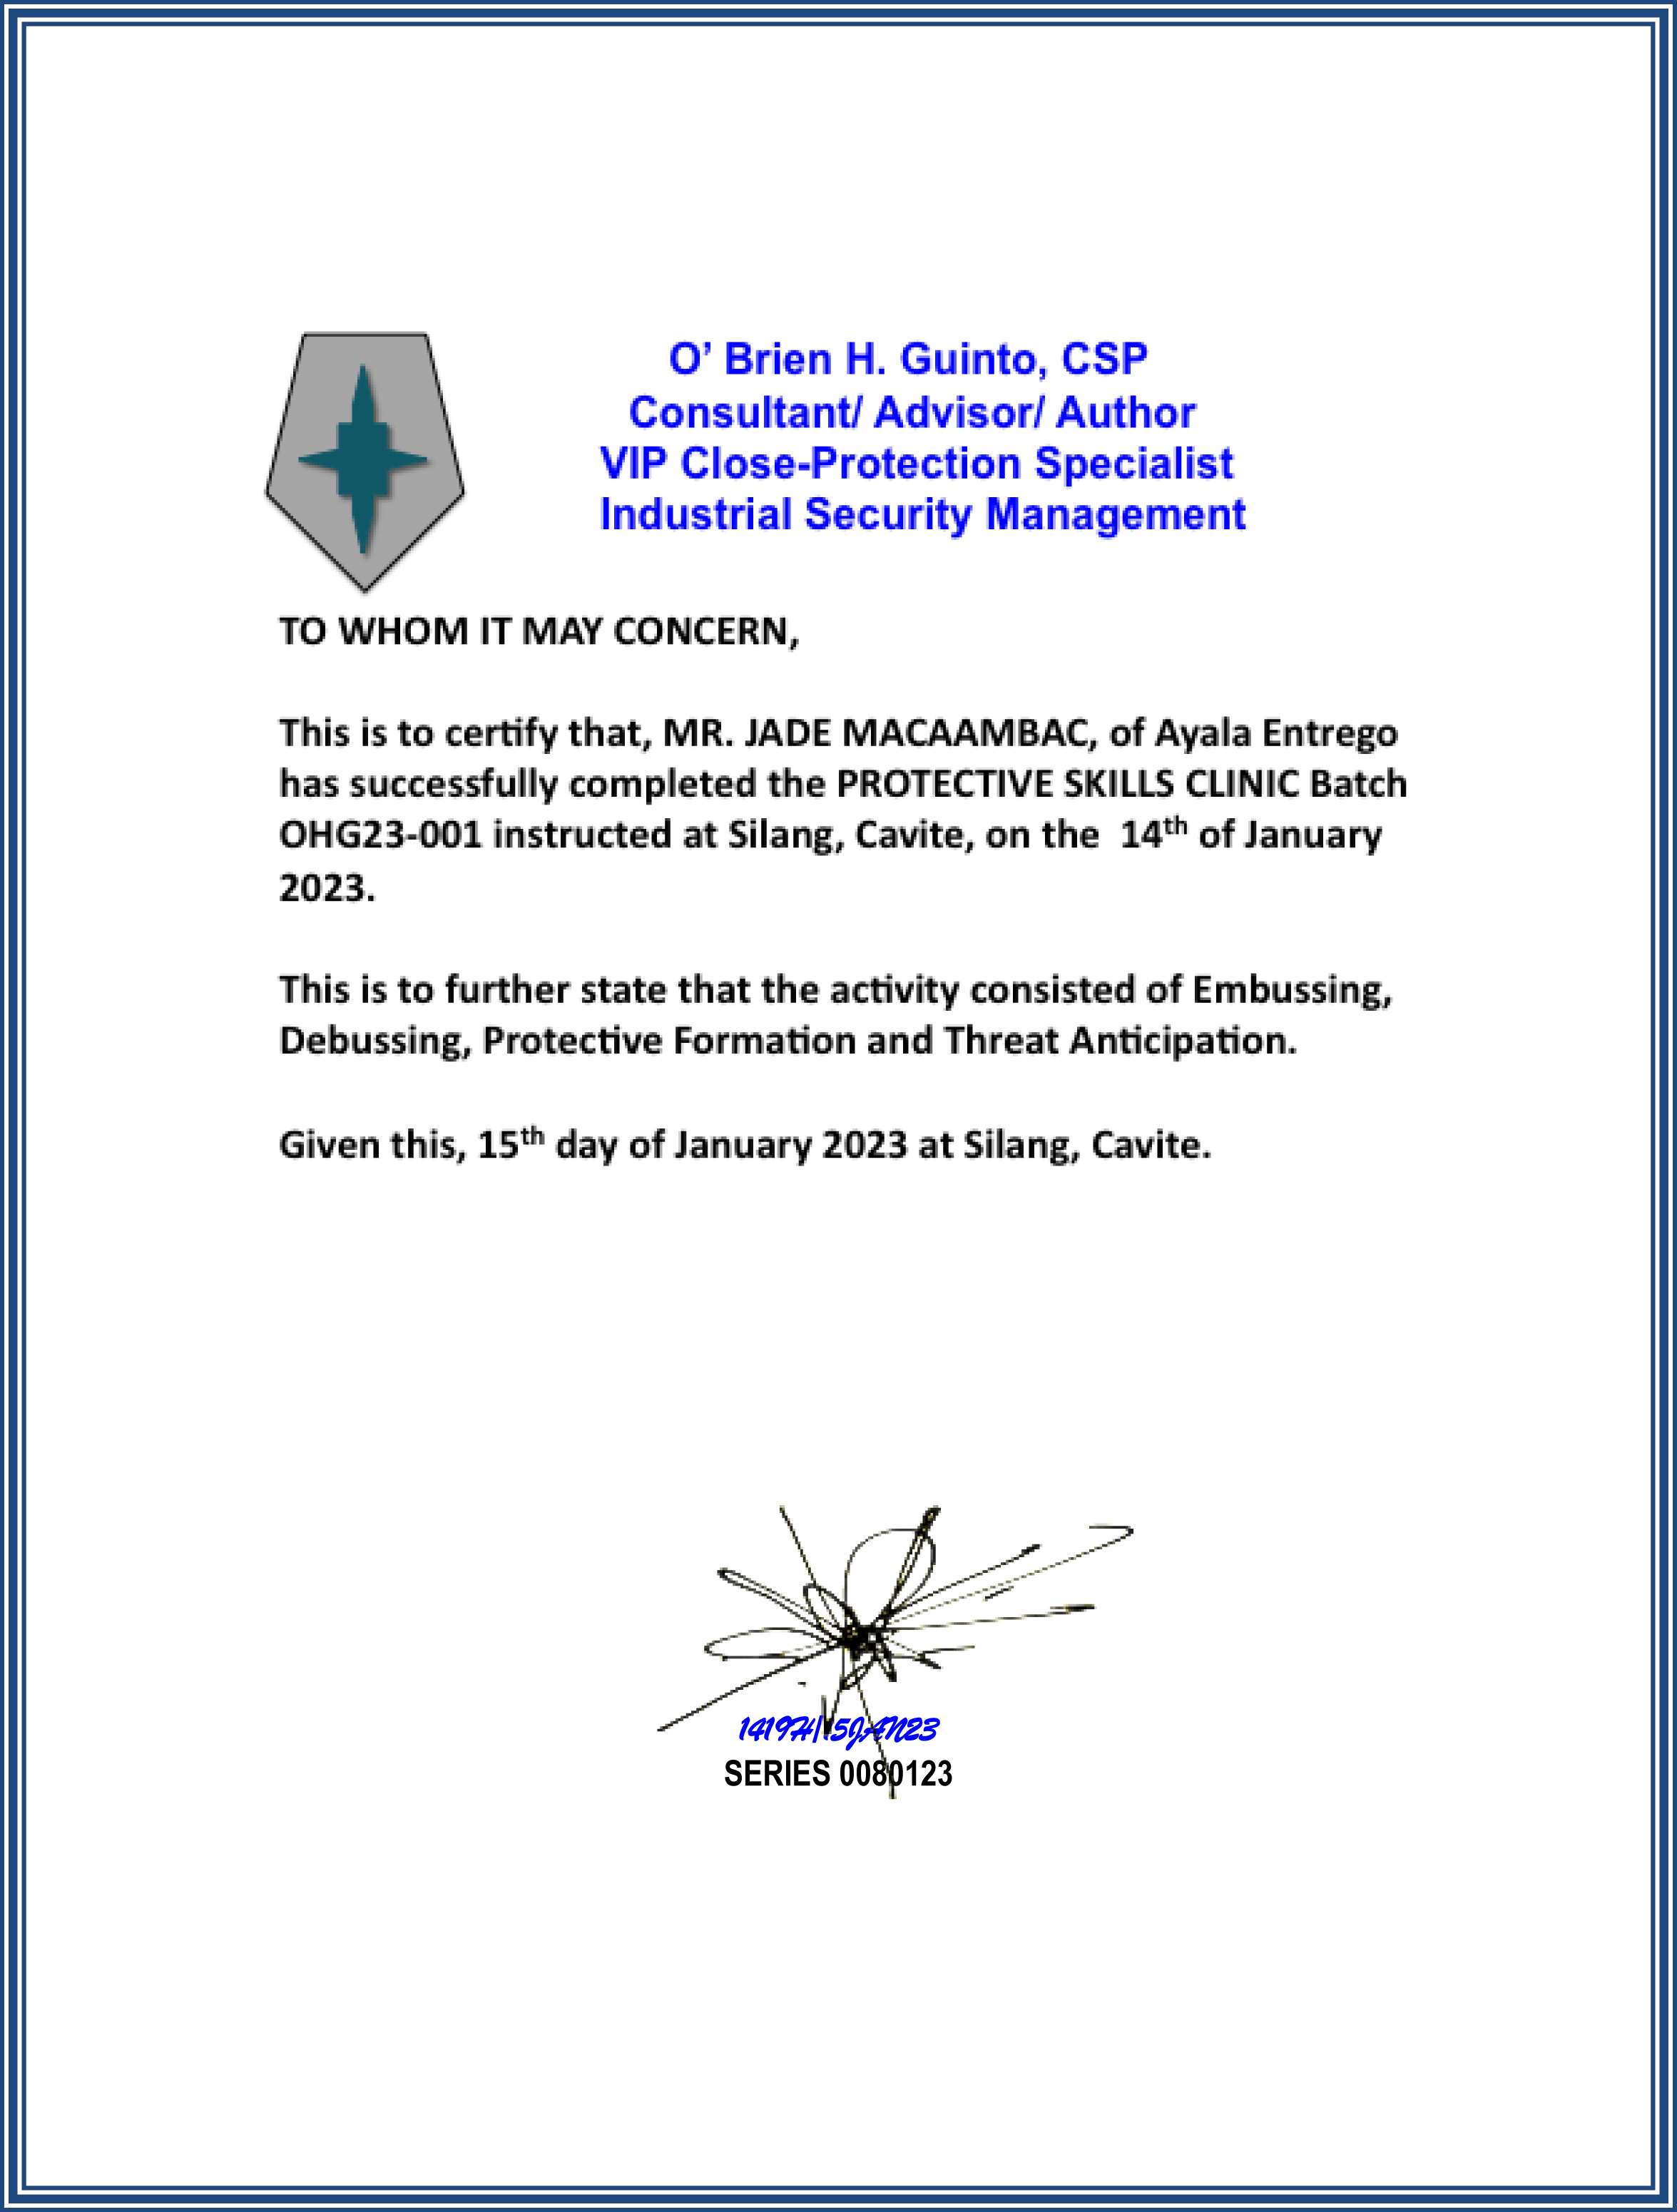 O’ Brien H. Guinto, CSP
Consultant/ Advisor/ Author
VIP Close-Protection Specialist
Industrial Security Management
TO WHOM IT MAY CONCERN,
This is to certify that, MR. JADE MACAAMBAC, of Ayala Entrego
has successfully completed the PROTECTIVE SKILLS CLINIC Batch
OHG23-001 instructed at Silang, Cavite, on the 14th of January
2023.
This is to further state that the activity consisted of Embussing,
Debussing, Protective Formation and Threat Anticipation.
Given this, 15th day of January 2023 at Silang, Cavite.
1419H/15JAN23
SERIES 0080123